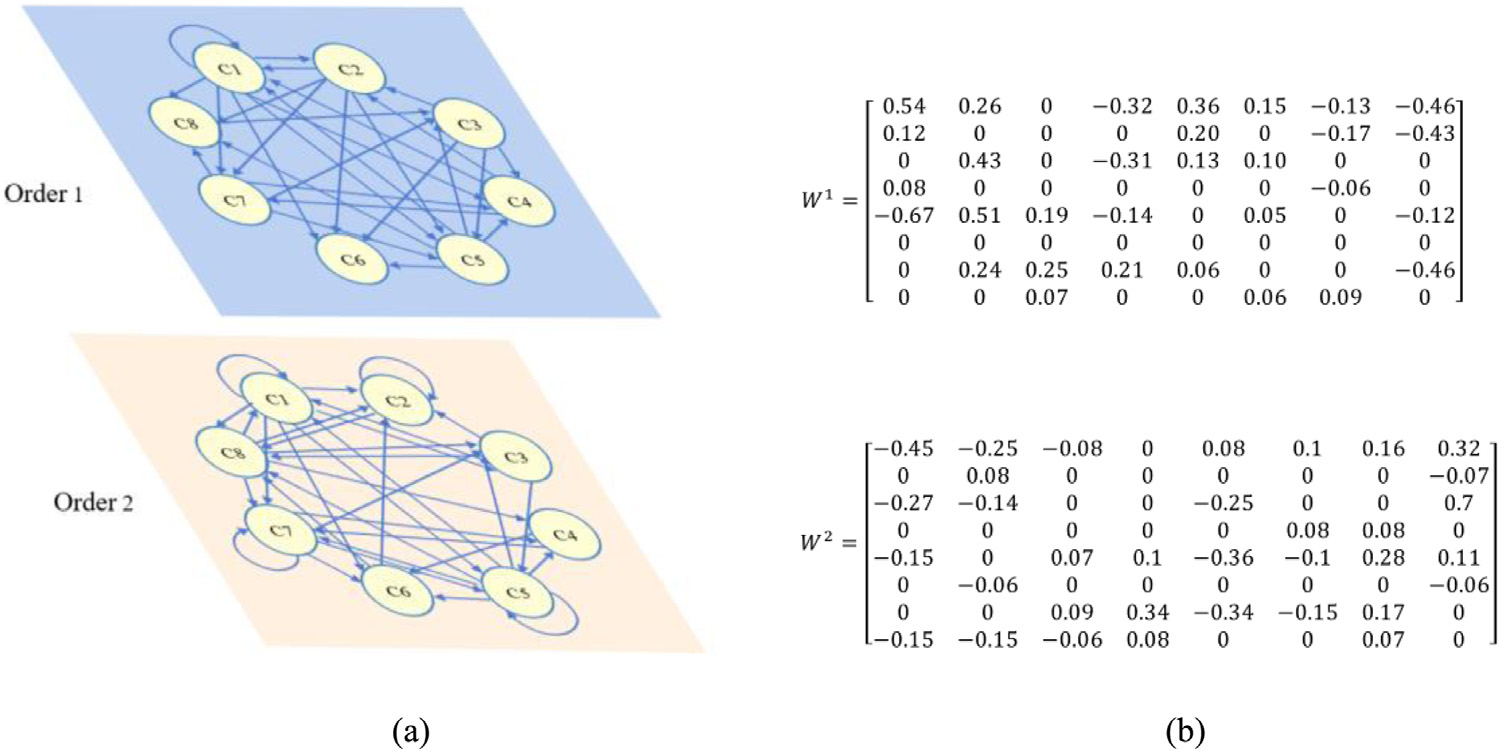 C1
C2
C8
C3
Order 1
C7
C4
C6
C5
W¹ =
0.54 0.26 0 −0.32 0.36 0.15 −0.13 −0.46
0.12 0 0 0 0.20 0 −0.17 −0.43
0 0.43 0 −0.31 0.13 0.10 0 0
0.08 0 0 0 0 0 −0.06 0
−0.67 0.51 0.19 −0.14 0 0.05 0 −0.12
0 0 0 0 0 0 0 0
0 0.24 0.25 0.21 0.06 0 0 −0.46
0 0 0.07 0 0 0.06 0.09 0
C1
C2
C8
C3
Order 2
C7
C4
C6
C5
W² =
−0.45 −0.25 −0.08 0 0.08 0.1 0.16 0.32
0 0.08 0 0 0 0 0 −0.07
−0.27 −0.14 0 0 −0.25 0 0 0.7
0 0 0 0 0 0.08 0.08 0
−0.15 0 0.07 0.1 −0.36 −0.1 0.28 0.11
0 −0.06 0 0 0 0 0 −0.06
0 0 0.09 0.34 −0.34 −0.15 0.17 0
−0.15 −0.15 −0.06 0.08 0 0 0.07 0
(a)
(b)